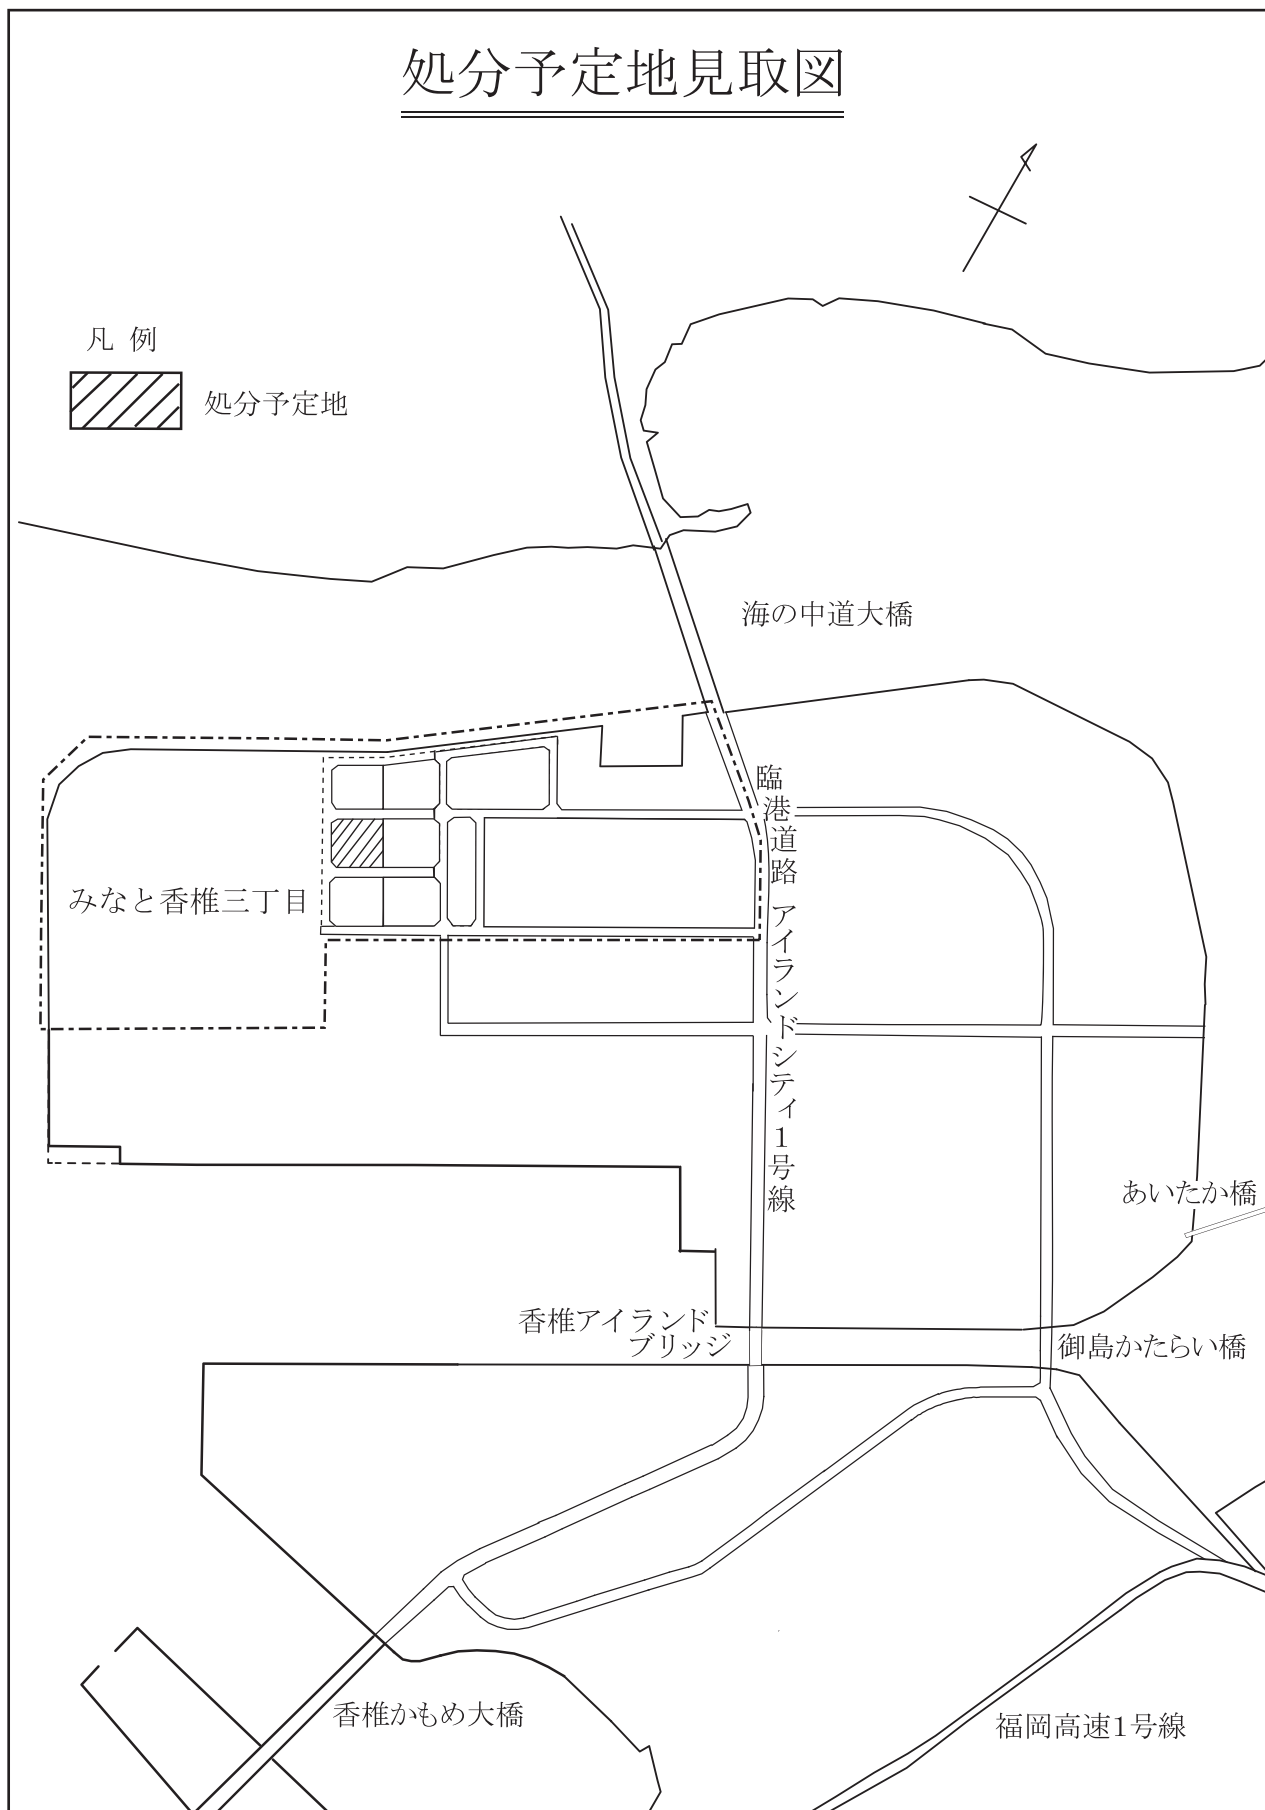 処分予定地見取図
凡 例
処分予定地
海の中道大橋
臨港道路 アイランドシティ1号線
みなと香椎三丁目
あいたか橋
香椎アイランド
ブリッジ
御島かたらい橋
香椎かもめ大橋
福岡高速1号線